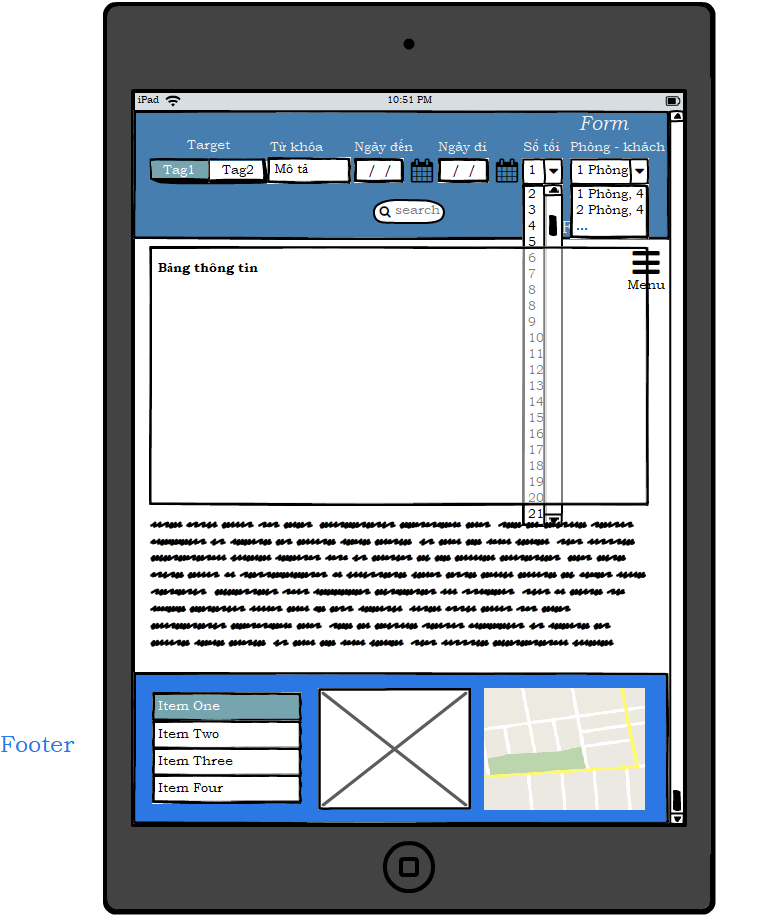 iPad 10:51 PM
Form
Target Từ khóa Ngày đến Ngày đi Số tối Phòng - khách
Tag1 Tag2 Mô tả / / / / 1 1 Phòng
2 1 Phòng, 4
3 2 Phòng, 4
search
4 ...
5
Bảng thông tin
6
7
Menu
8
8
9
10
11
12
13
14
15
16
17
18
19
20
21
Item One
Item Two
Footer
Item Three
Item Four